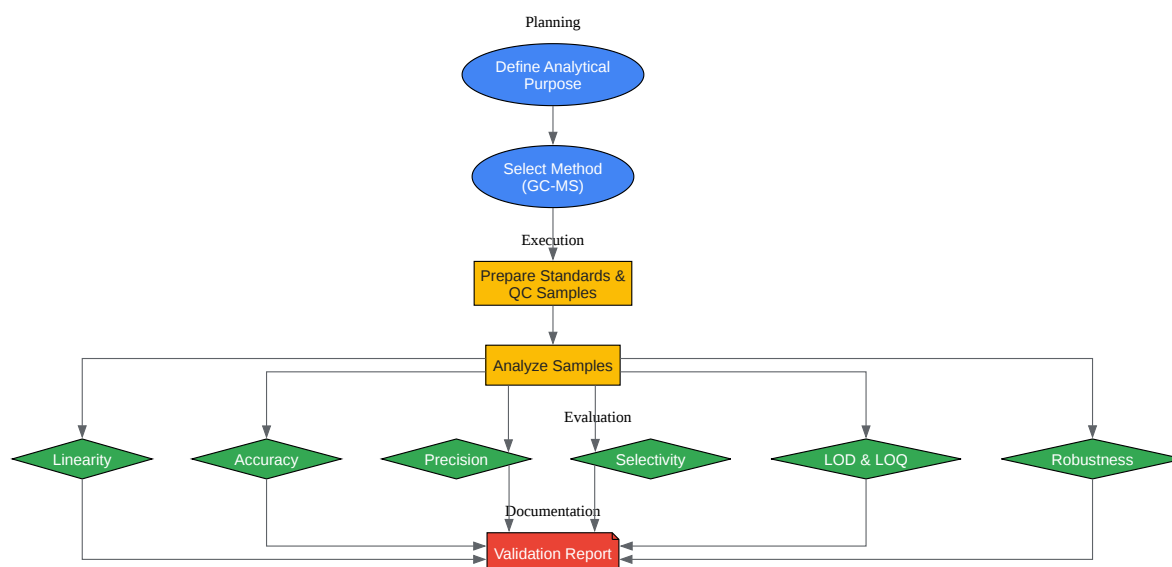 Planning
Define Analytical
Purpose
Select Method
(GC-MS)
Execution
Prepare Standards &
QC Samples
Analyze Samples
Evaluation
Linearity
Accuracy
Precision
Selectivity
LOD & LOQ
Robustness
Documentation
Validation Report